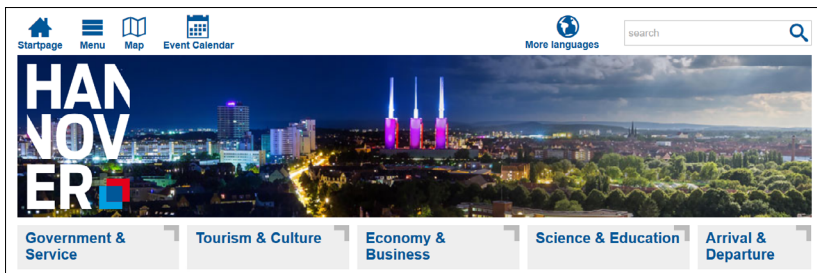 Startpage Menu Map Event Calendar More languages search
HAN
NOV
ER
Government & Service
Tourism & Culture
Economy & Business
Science & Education
Arrival & Departure